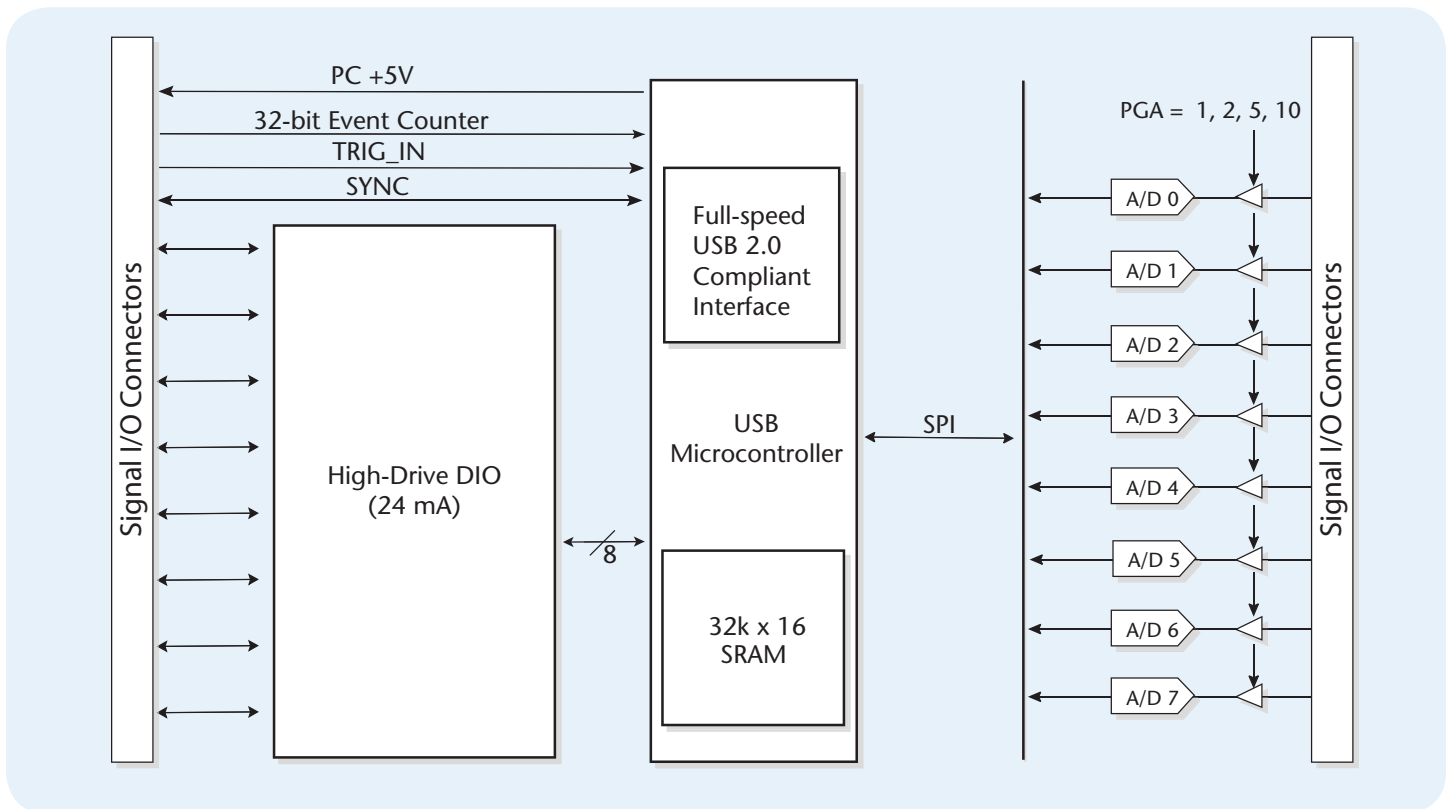 Signal I/O Connectors
PC +5V
32-bit Event Counter
TRIG_IN
SYNC
High-Drive DIO
(24 mA)
8
Full-speed
USB 2.0
Compliant
Interface
USB
Microcontroller
32k x 16
SRAM
SPI
PGA = 1, 2, 5, 10
A/D 0
A/D 1
A/D 2
A/D 3
A/D 4
A/D 5
A/D 6
A/D 7
Signal I/O Connectors